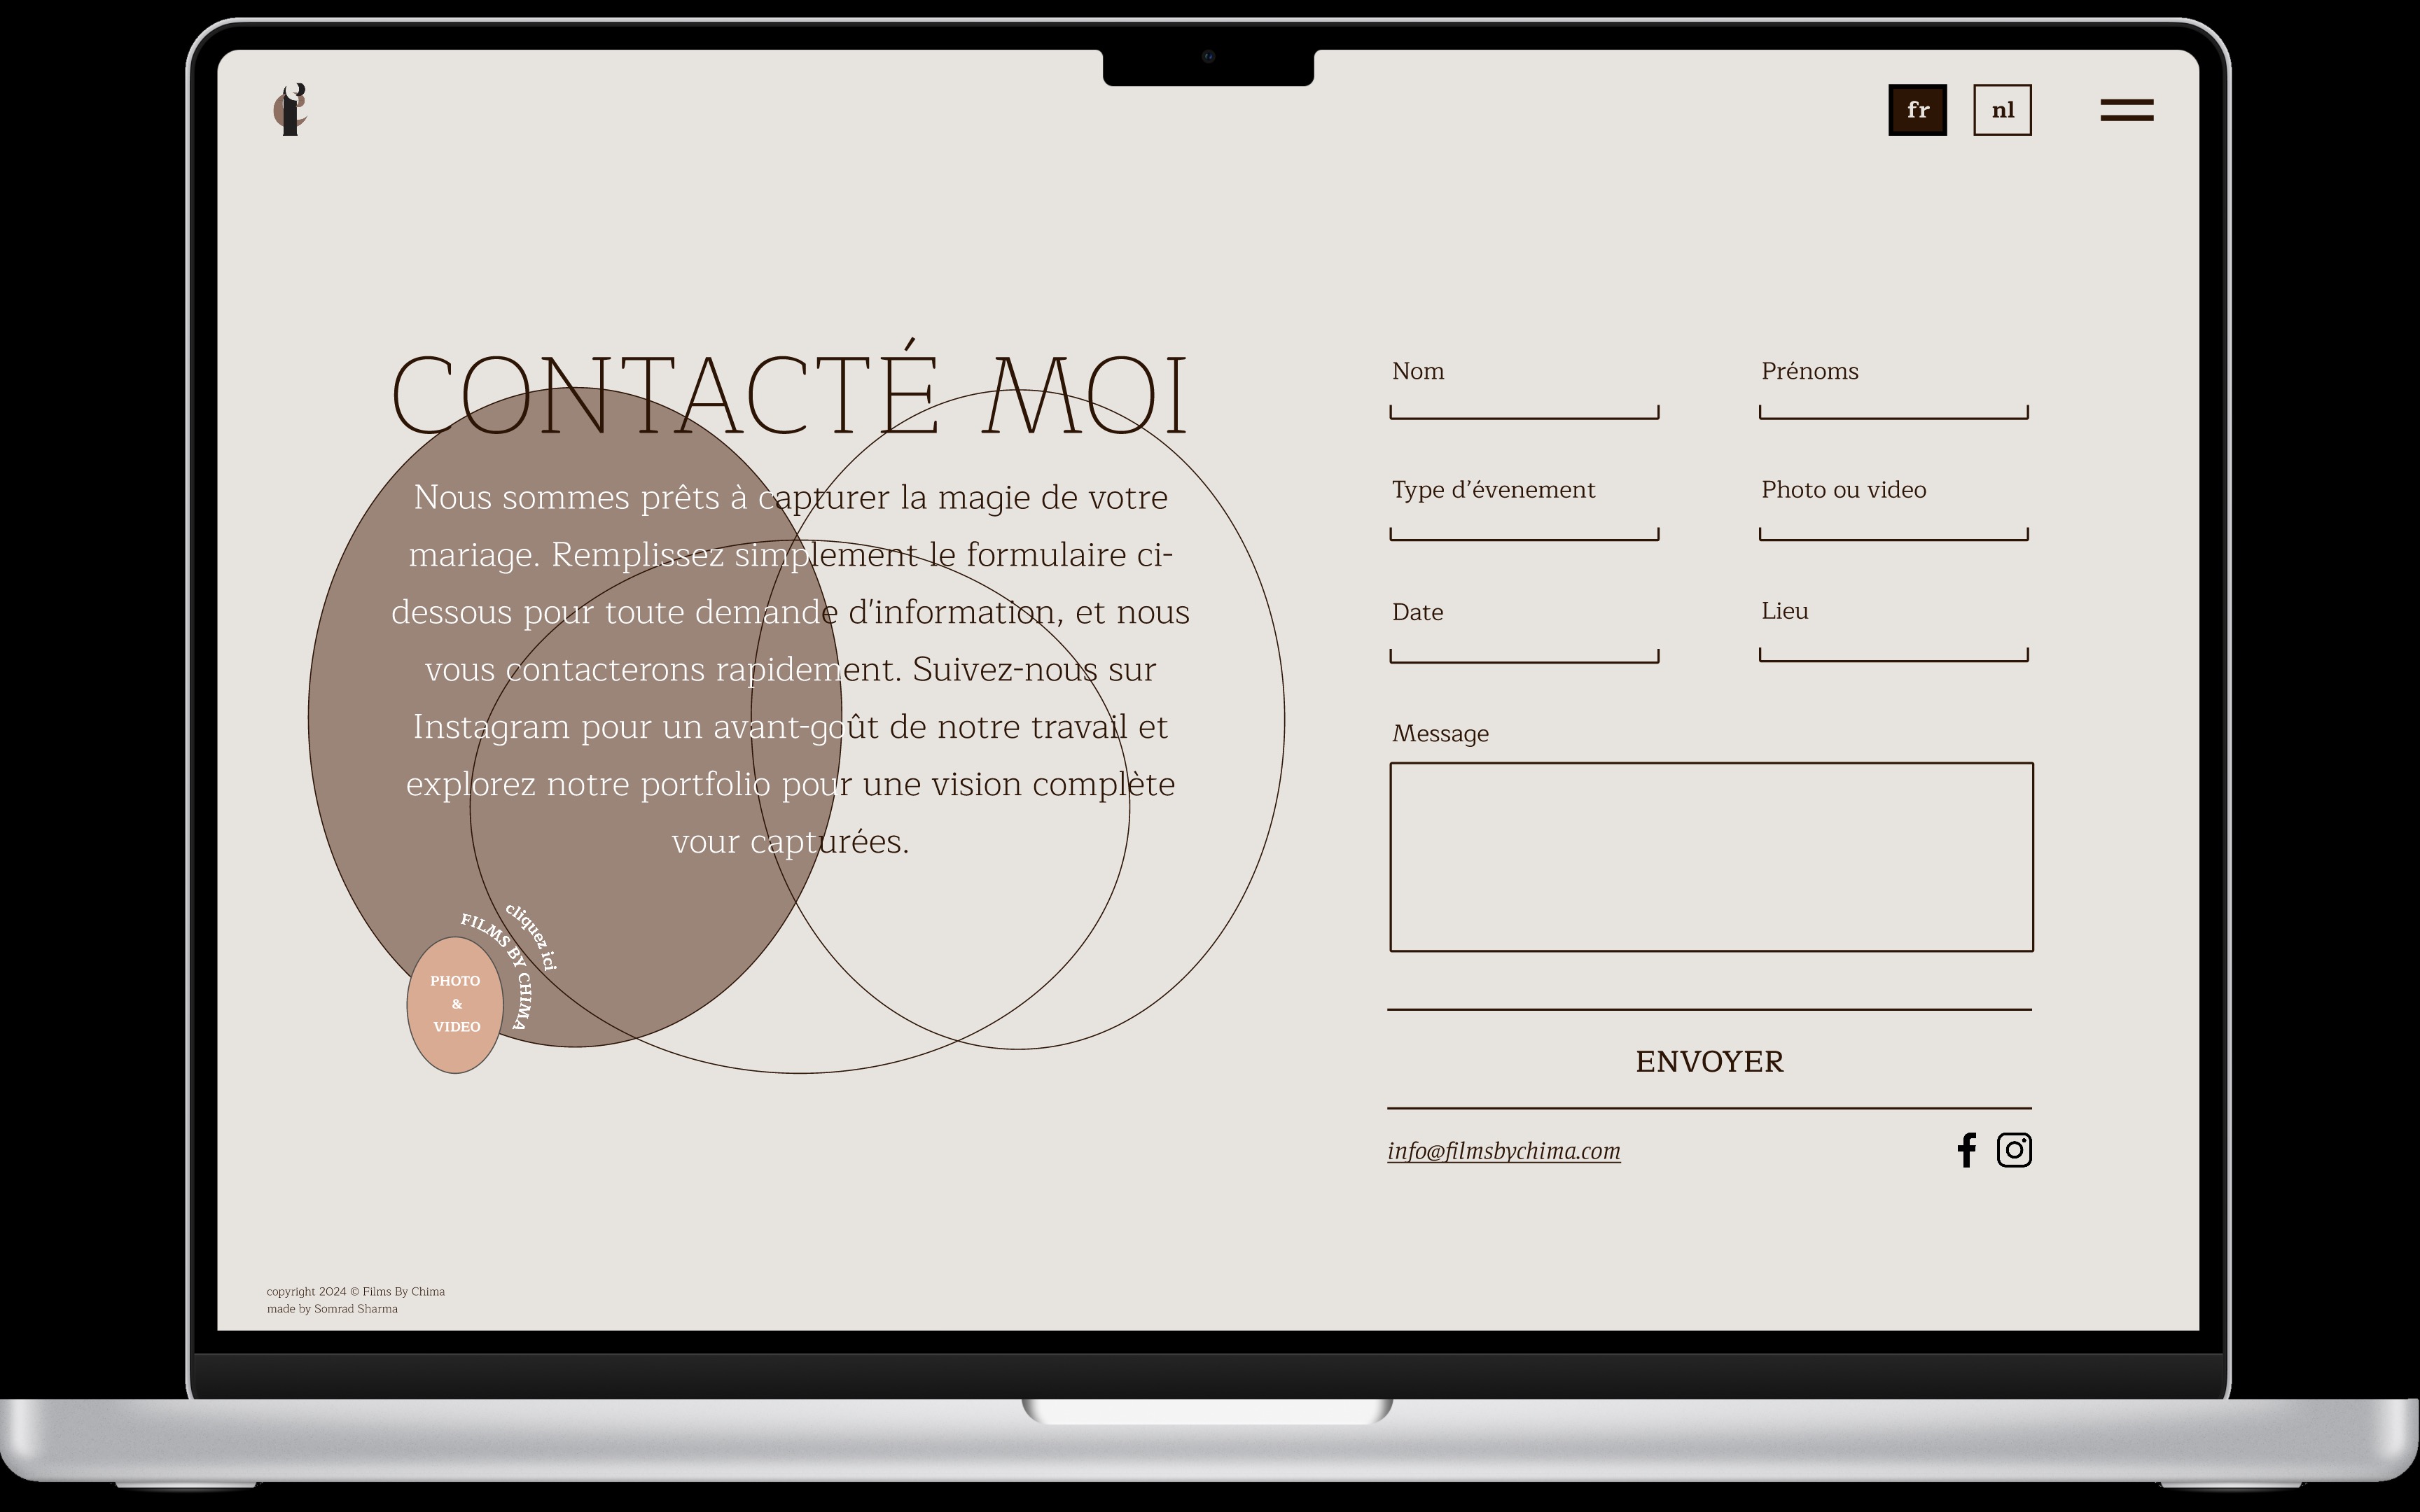 fr
nl
CONTACTÉ MOI
Nous sommes prêts à capturer la magie de votre
mariage. Remplissez simplement le formulaire ci-
dessous pour toute demande d'information, et nous
vous contacterons rapidement. Suivez-nous sur
Instagram pour un avant-goût de notre travail et
explorez notre portfolio pour une vision complète
vour capturées.
cliquez ici
FILMS BY CHIMA
PHOTO
&
VIDEO
Nom
Prénoms
Type d’évenement
Photo ou video
Date
Lieu
Message
ENVOYER
info@filmsbychima.com
copyright 2024 © Films By Chima
made by Somrad Sharma